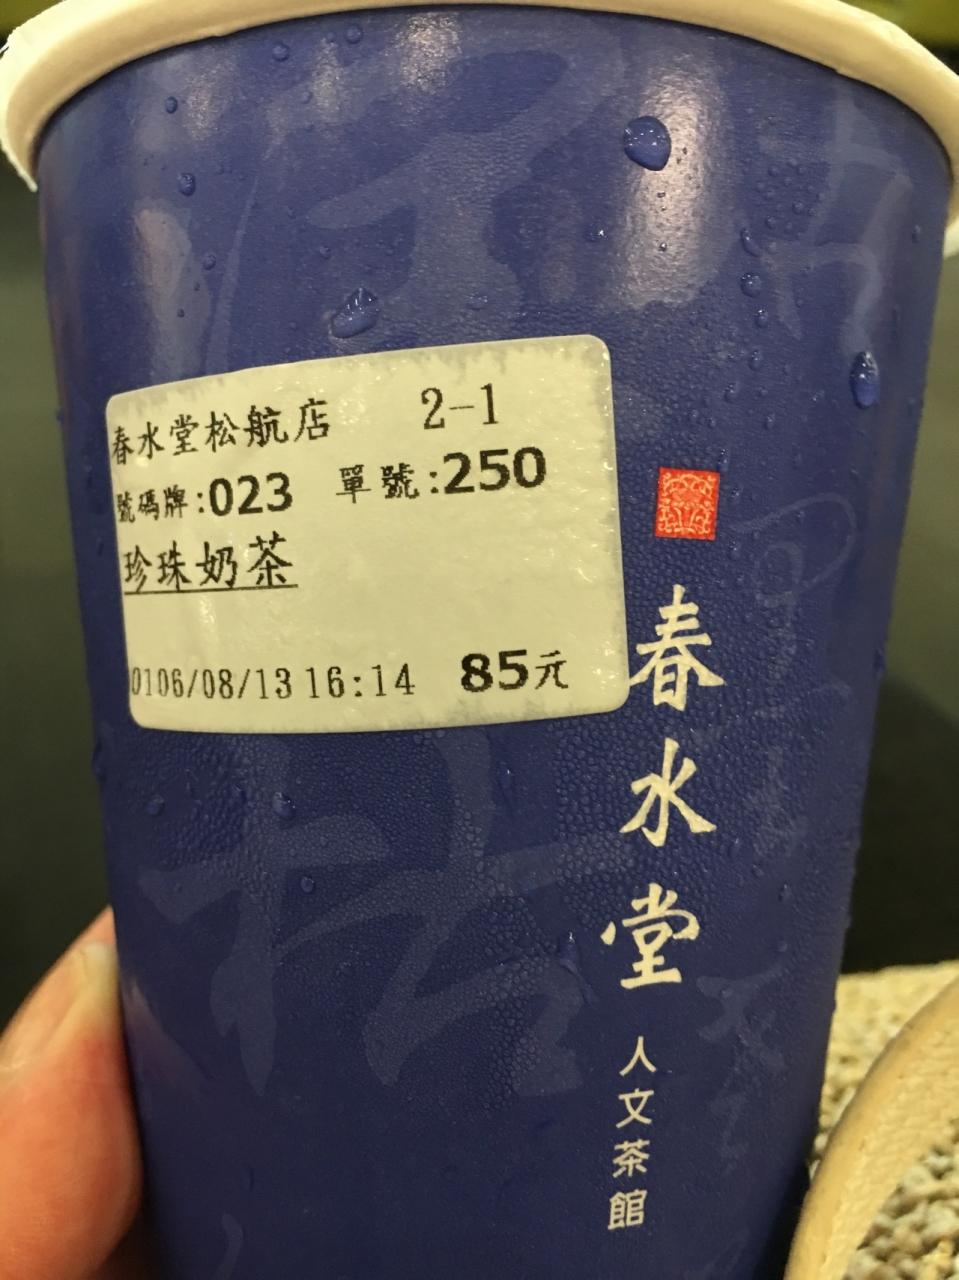 春水堂松航店 2-1
號碼牌:023 單號:250
珍珠奶茶
0106/08/13 16:14 85元
春水堂
人文茶館